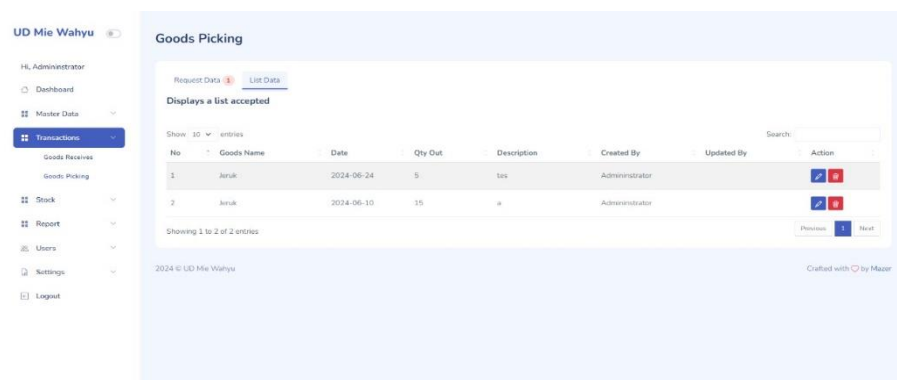 UD Mie Wahyu
Hi, Admininstrator
Dashboard
Master Data
Transactions
Goods Receives
Goods Picking
Stock
Report
Users
Settings
Logout
Goods Picking
Request Data 1 List Data
Displays a list accepted
Show 10 entries Search:
No Goods Name Date Qty Out Description Created By Updated By Action
1 Jeruk 2024-06-24 5 tes Admininstrator
2 Jeruk 2024-06-10 15 a Admininstrator
Showing 1 to 2 of 2 entries Previous 1 Next
2024 © UD Mie Wahyu Crafted with by Mazer